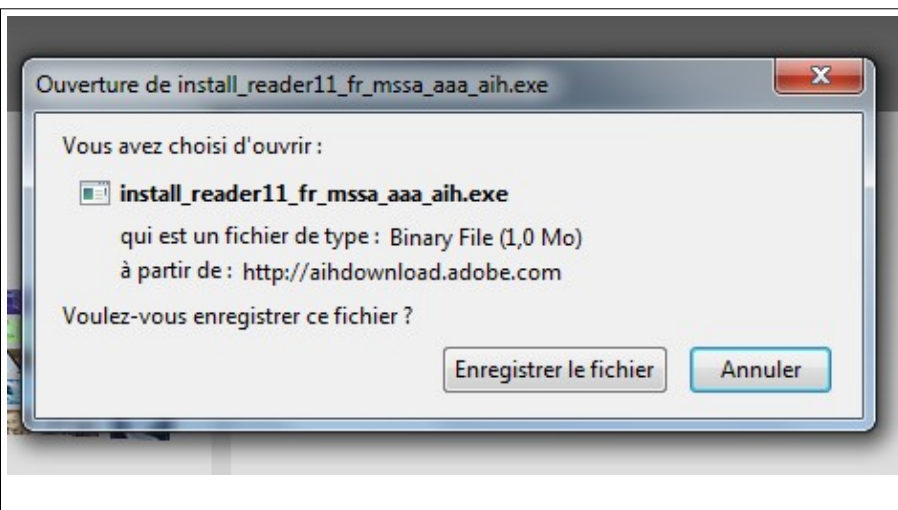 Ouverture de install_reader11_fr_mssa_aaa_aih.exe
Vous avez choisi d'ouvrir :
install_reader11_fr_mssa_aaa_aih.exe
qui est un fichier de type : Binary File (1,0 Mo)
à partir de : http://aihdownload.adobe.com
Voulez-vous enregistrer ce fichier ?
Enregistrer le fichier Annuler